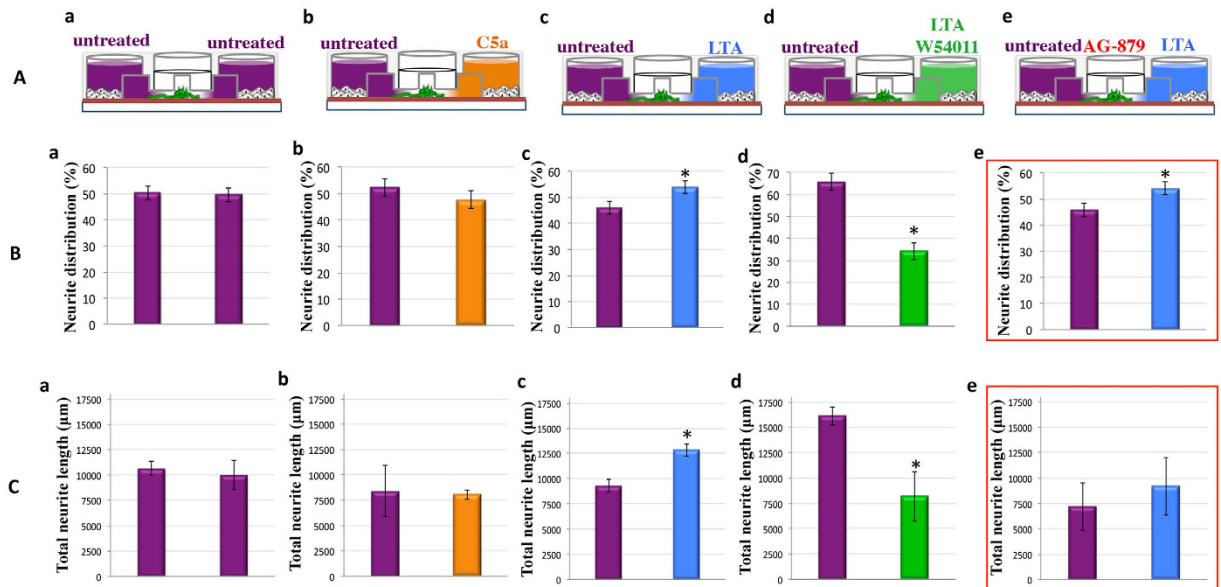 a
untreated untreated
b
untreated C5a
c
untreated LTA
d
untreated LTA
W54011
e
untreated AG-879 LTA
A
a
Neurite distribution (%)
60
50
40
30
20
10
0
b
Neurite distribution (%)
60
50
40
30
20
10
0
c
Neurite distribution (%)
60
50
40
30
20
10
0
*
d
Neurite distribution (%)
70
60
50
40
30
20
10
0
*
e
Neurite distribution (%)
60
50
40
30
20
10
0
*
B
a
Total neurite length (µm)
17500
15000
12500
10000
7500
5000
2500
0
b
Total neurite length (µm)
17500
15000
12500
10000
7500
5000
2500
0
c
Total neurite length (µm)
17500
15000
12500
10000
7500
5000
2500
0
*
d
Total neurite length (µm)
17500
15000
12500
10000
7500
5000
2500
0
*
e
Total neurite length (µm)
17500
15000
12500
10000
7500
5000
2500
0
C